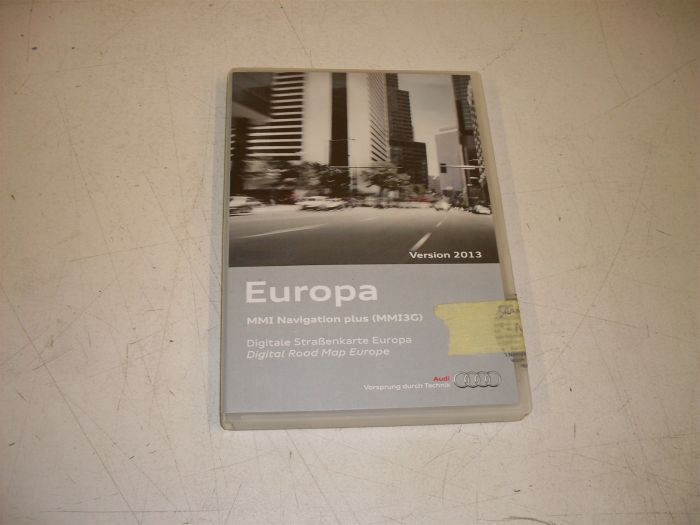 Version 2013
Europa
MMI Navigation plus (MMI3G)
Digitale Straßenkarte Europa
Digital Road Map Europe
Audi
Vorsprung durch Technik